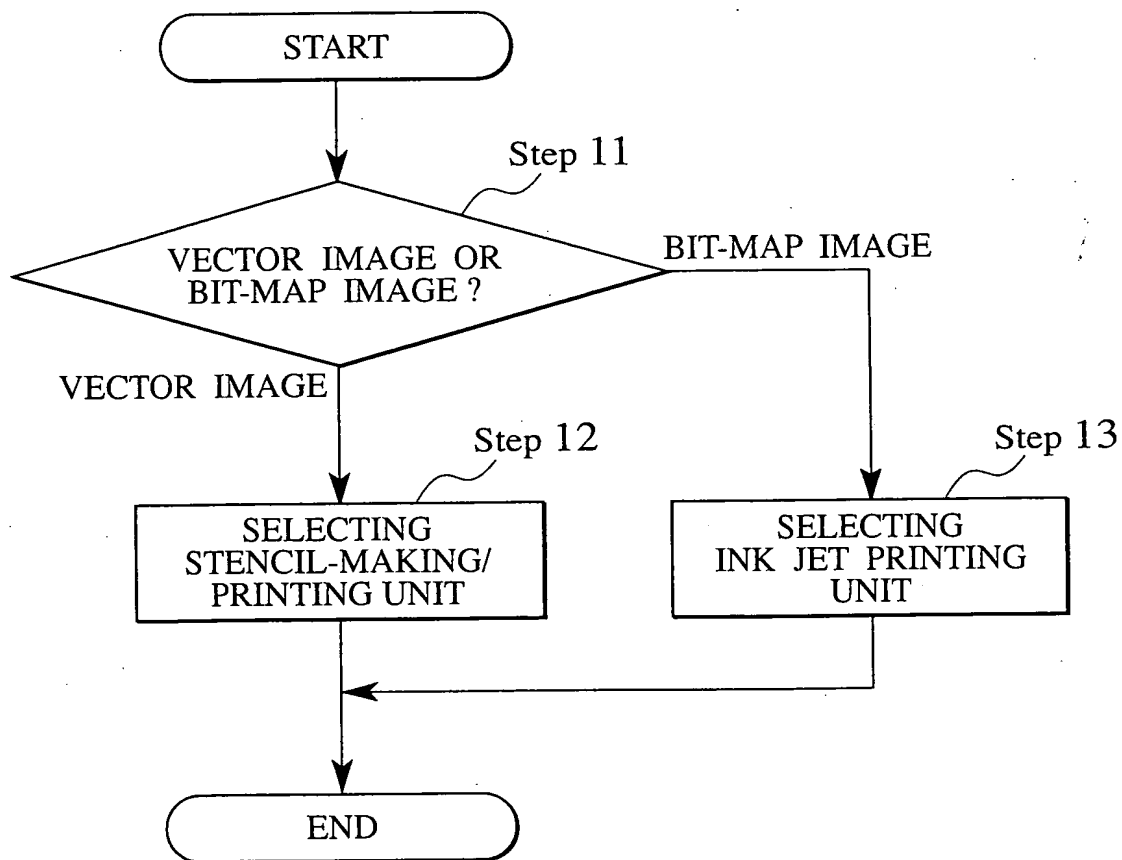 START
Step 11
VECTOR IMAGE OR
BIT-MAP IMAGE ?
BIT-MAP IMAGE
VECTOR IMAGE
Step 12
SELECTING
STENCIL-MAKING/
PRINTING UNIT
Step 13
SELECTING
INK JET PRINTING
UNIT
END